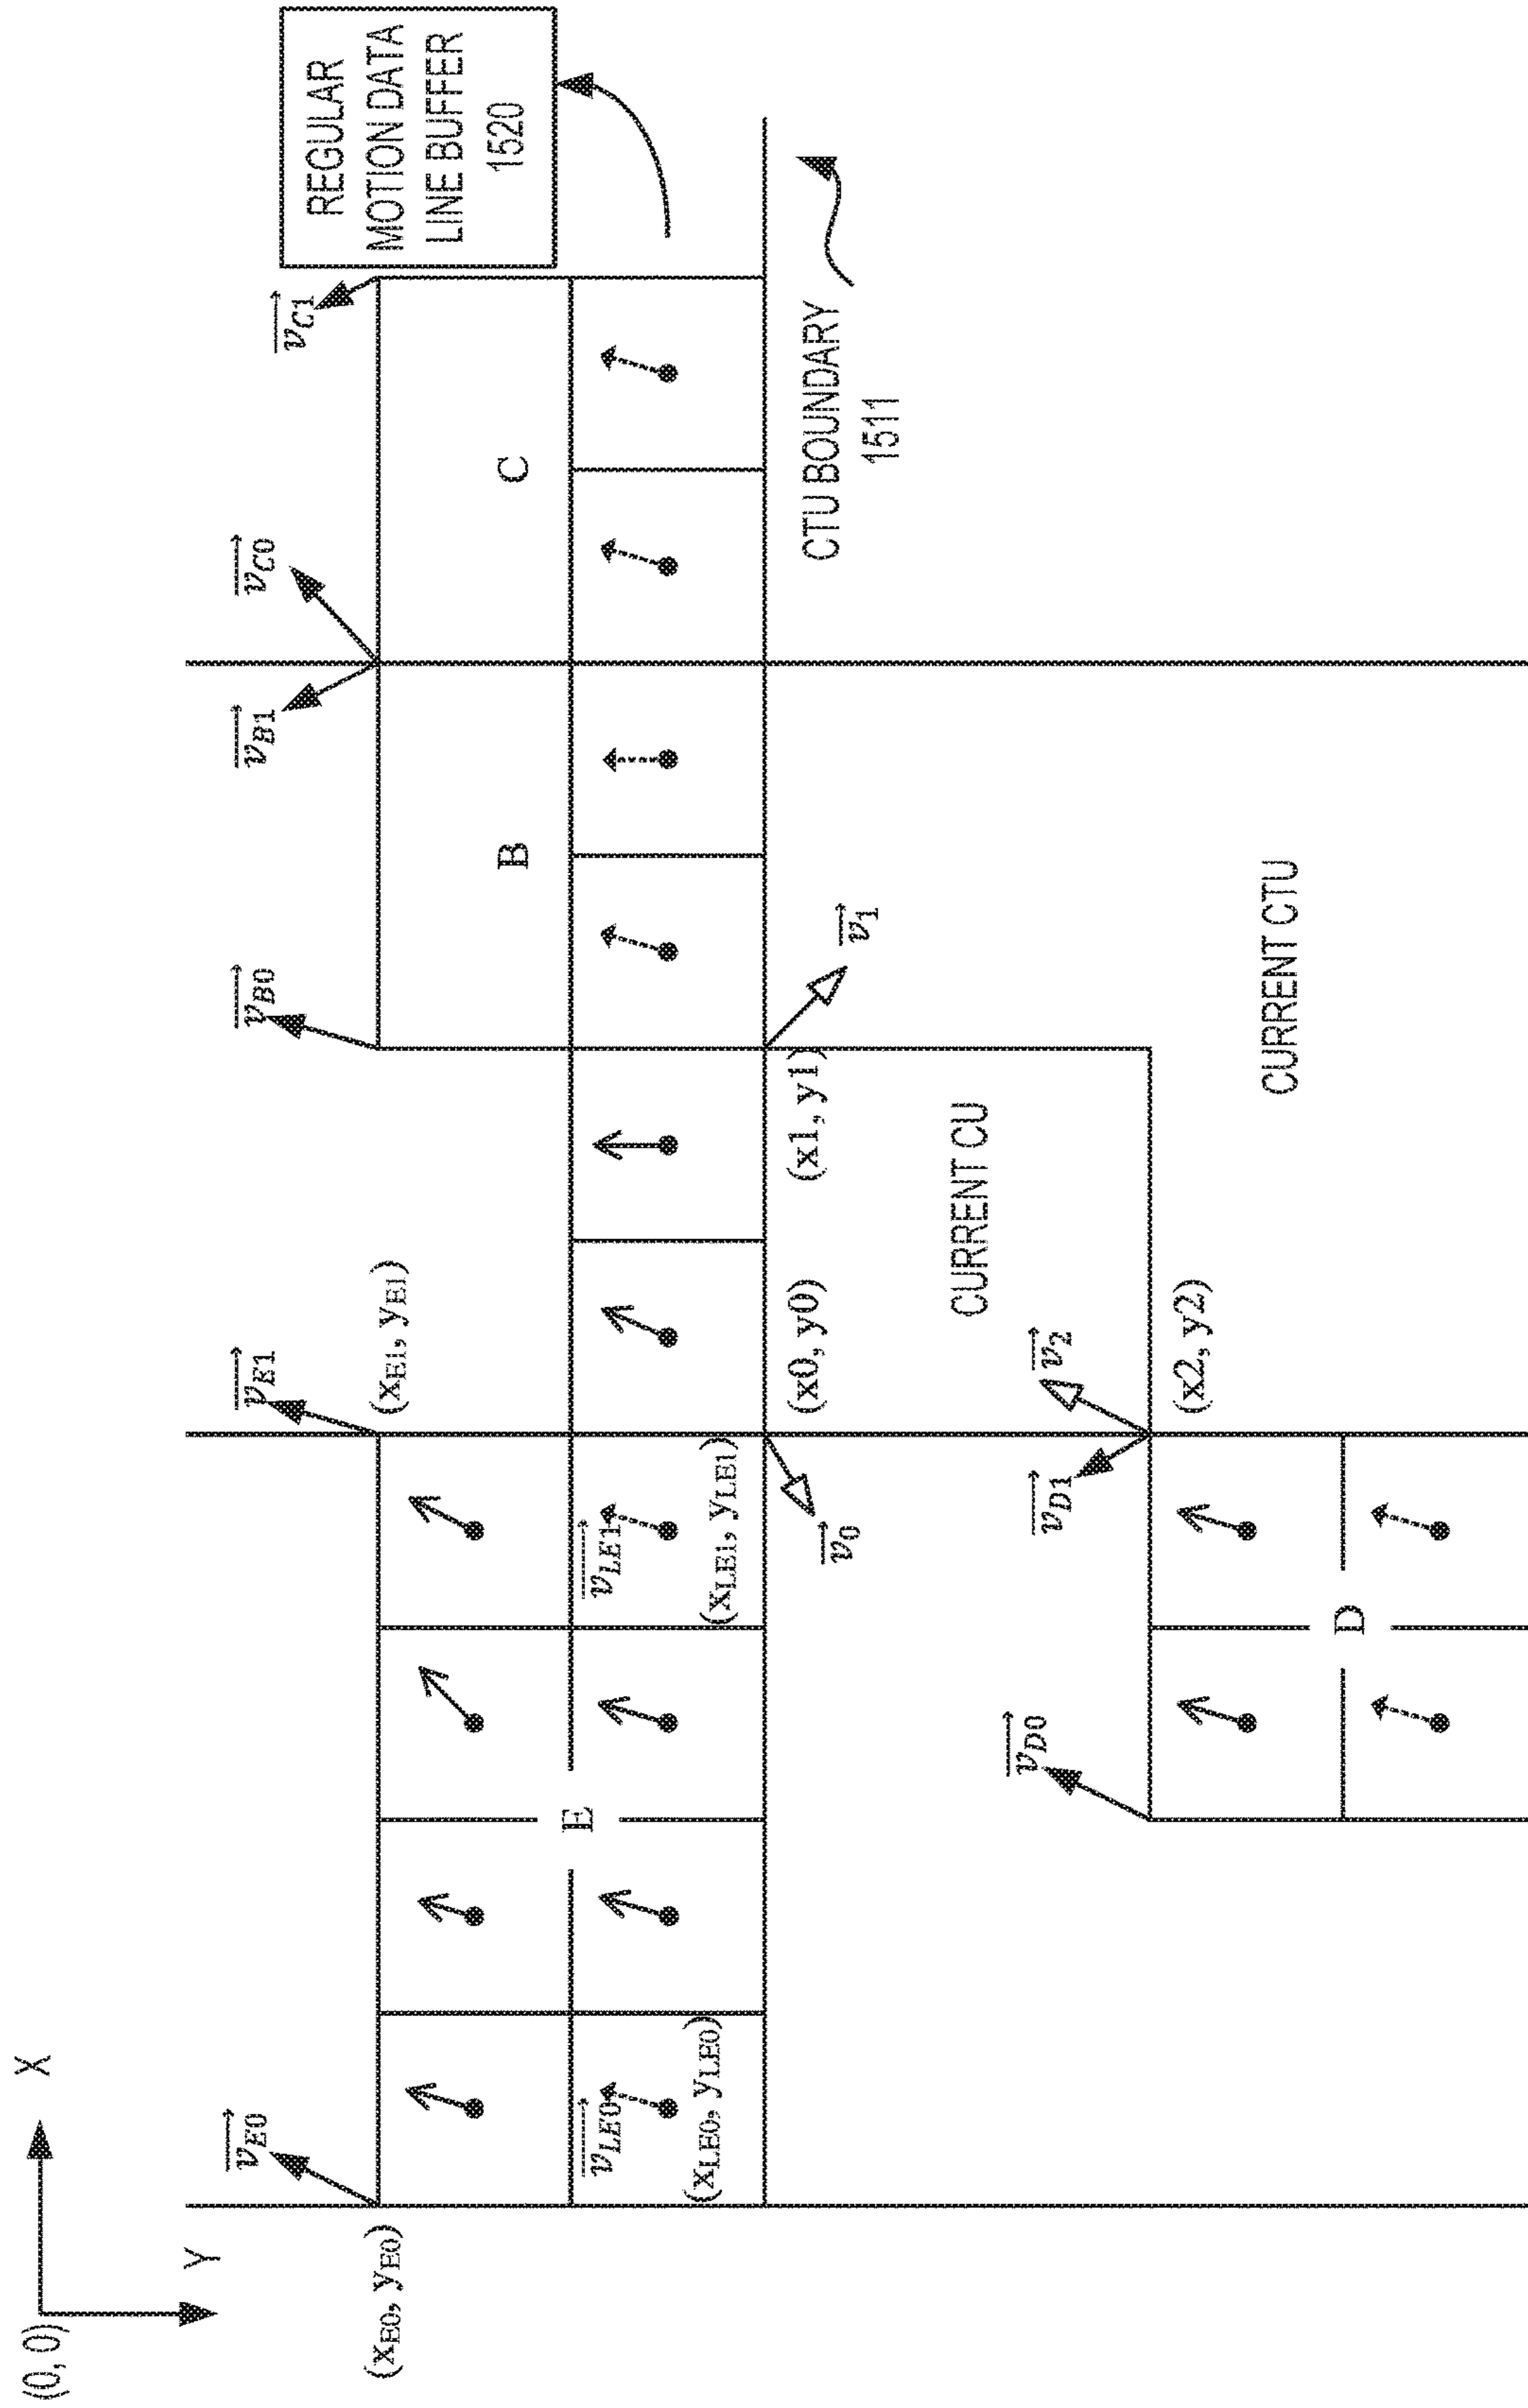 (0, 0)
X
Y
REGULAR
MOTION DATA
LINE BUFFER
1520
v_E0
v_E1
v_B0
v_B1
v_C0
v_C1
(x_E0, y_E0)
(x_E1, y_E1)
E
B
C
v_LE0
(x_LE0, y_LE0)
v_LE1
(x_LE1, y_LE1)
v_0
(x0, y0)
(x1, y1)
v_1
CTU BOUNDARY
1511
CURRENT CU
v_D0
v_D1
v_2
(x2, y2)
D
CURRENT CTU